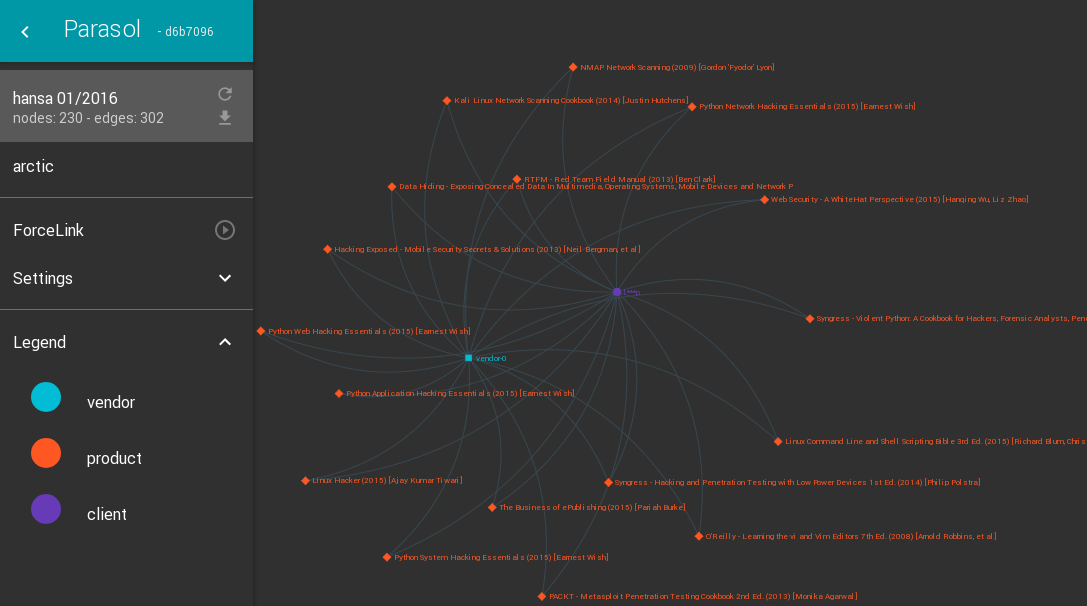 Parasol - d6b7096
hansa 01/2016
nodes: 230 - edges: 302
arctic
ForceLink
Settings
Legend
vendor
product
client
NMAP Network Scanning (2009) [Gordon 'Fyodor' Lyon]
Kali Linux Network Scanning Cookbook (2014) [Justin Hutchens]
Python Network Hacking Essentials (2015) [Earnest Wish]
RTFM - Red Team Field Manual (2013) [Ben Clark]
Data Hiding - Exposing Concealed Data In Multimedia, Operating Systems, Mobile Devices and Network P
Web Security - A WhiteHat Perspective (2015) [Hanqing Wu, Liz Zhao]
Hacking Exposed - Mobile Security Secrets & Solutions (2013) [Neil Bergman, et al]
Syngress - Violent Python: A Cookbook for Hackers, Forensic Analysts, Pen
Python Web Hacking Essentials (2015) [Earnest Wish]
vendor-0
Python Application Hacking Essentials (2015) [Earnest Wish]
Linux Command Line and Shell Scripting Bible 3rd Ed. (2015) [Richard Blum, Chris
Linux Hacker (2015) [Ajay Kumar Tiwari]
Syngress - Hacking and Penetration Testing with Low Power Devices 1st Ed. (2014) [Philip Polstra]
The Business of ePublishing (2015) [Pariah Burke]
O'Reilly - Learning the vi and Vim Editors 7th Ed. (2008) [Arnold Robbins, et al]
Python System Hacking Essentials (2015) [Earnest Wish]
PACKT - Metasploit Penetration Testing Cookbook 2nd Ed. (2013) [Monika Agarwal]